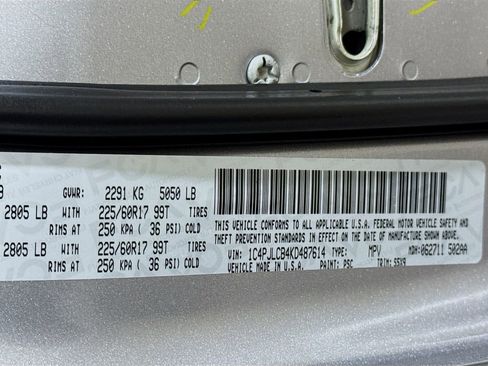 GVWR: 2291 KG 5050 LB
2805 LB WITH 225/60R17 99T TIRES
RIMS AT 250 KPA ( 36 PSI) COLD
2805 LB WITH 225/60R17 99T TIRES
RIMS AT 250 KPA ( 36 PSI) COLD
THIS VEHICLE CONFORMS TO ALL APPLICABLE U.S.A. FEDERAL MOTOR VEHICLE SAFETY AND
THEFT PREVENTION STANDARDS IN EFFECT ON THE DATE OF MANUFACTURE SHOWN ABOVE.
VIN: 1C4PJLCB4KD487614 TYPE: MPV MDH: 062711 502AA
VEHICLE MADE IN U.S.A. PAINT: PSC TRIM: 55X9